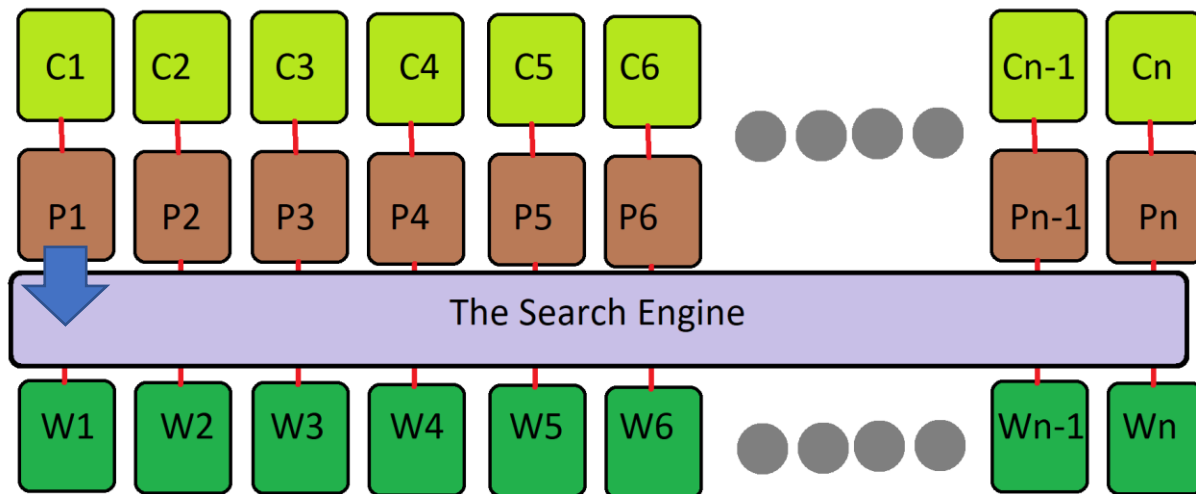 C1 C2 C3 C4 C5 C6 Cn-1 Cn
P1 P2 P3 P4 P5 P6 Pn-1 Pn
The Search Engine
W1 W2 W3 W4 W5 W6 Wn-1 Wn